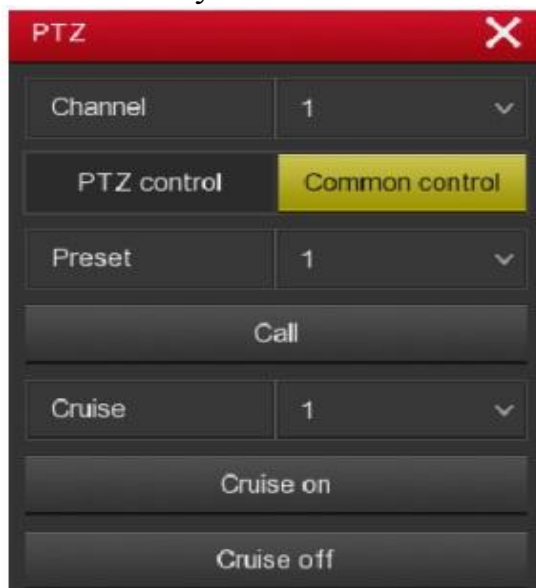 y
PTZ
Channel 1
PTZ control Common control
Preset 1
Call
Cruise 1
Cruise on
Cruise off